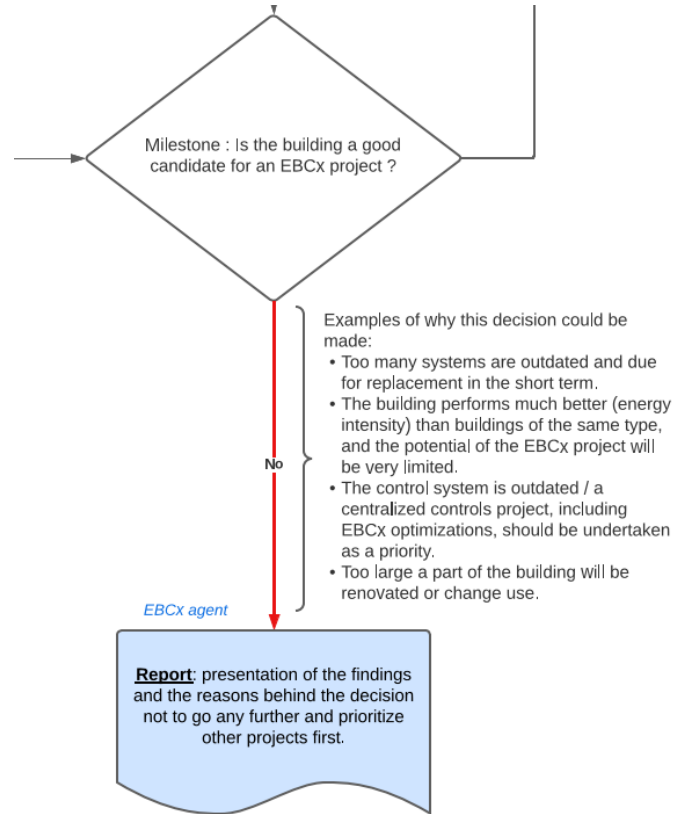 Milestone : Is the building a good
candidate for an EBCx project ?
Examples of why this decision could be
made:
• Too many systems are outdated and due
for replacement in the short term.
• The building performs much better (energy
intensity) than buildings of the same type,
and the potential of the EBCx project will
be very limited.
• The control system is outdated / a
centralized controls project, including
EBCx optimizations, should be undertaken
as a priority.
• Too large a part of the building will be
renovated or change use.
No
EBCx agent
Report: presentation of the findings
and the reasons behind the decision
not to go any further and prioritize
other projects first.